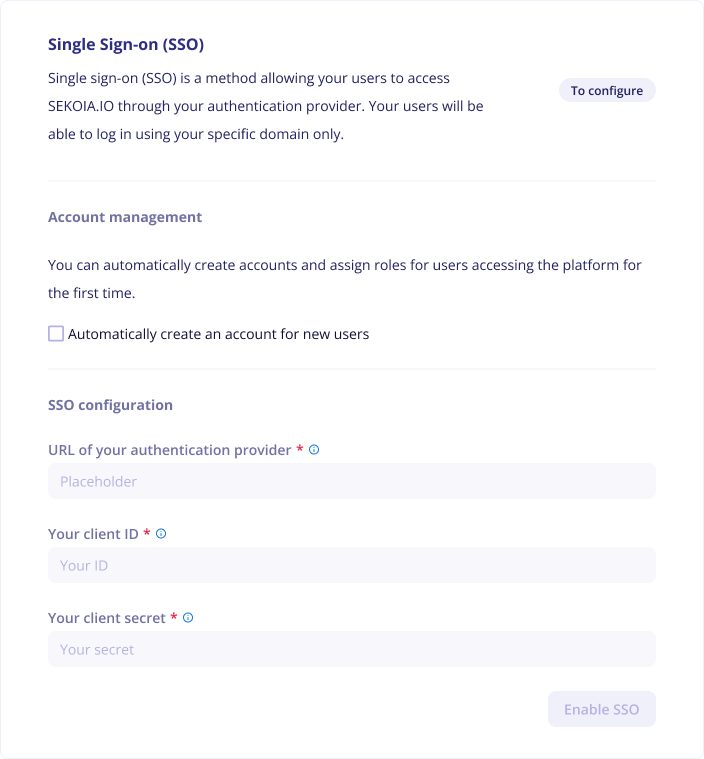 Single Sign-on (SSO)
Single sign-on (SSO) is a method allowing your users to access
SEKOIA.IO through your authentication provider. Your users will be
able to log in using your specific domain only.
To configure
Account management
You can automatically create accounts and assign roles for users accessing the platform for
the first time.
Automatically create an account for new users
SSO configuration
URL of your authentication provider *
Placeholder
Your client ID *
Your ID
Your client secret *
Your secret
Enable SSO